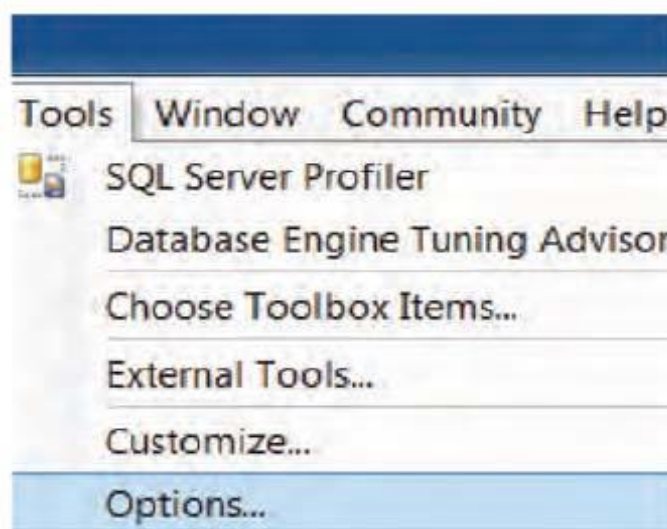 Tools Window Community Help
SQL Server Profiler
Database Engine Tuning Advisor
Choose Toolbox Items...
External Tools...
Customize...
Options...